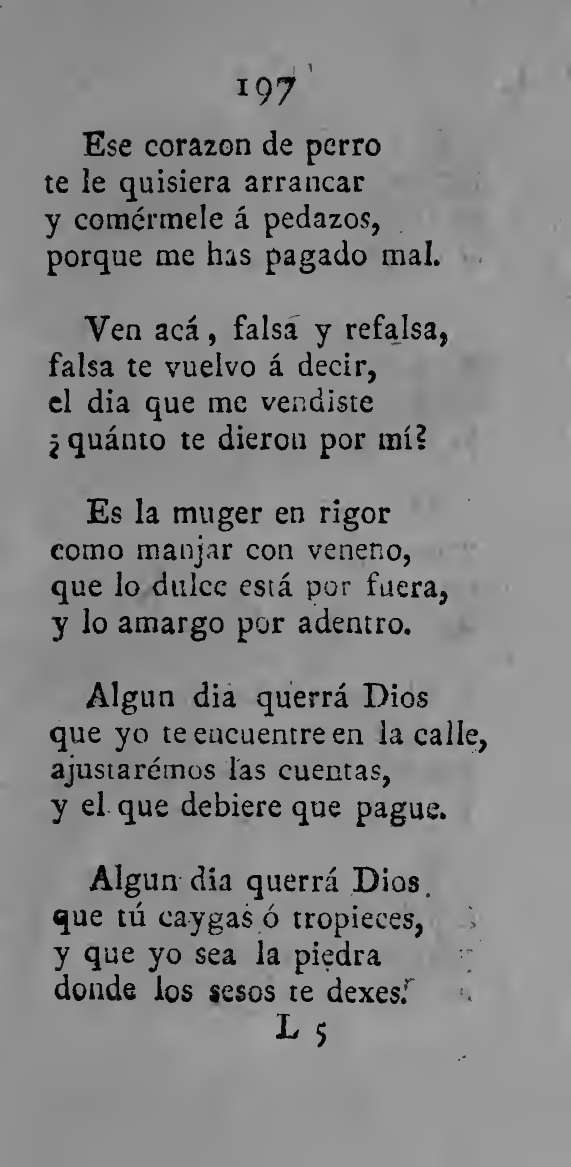 197
Ese corazon de perro
te le quisiera arrancar
y comérmele á pedazos,
porque me has pagado mal.
Ven acá, falsa y refalsa,
falsa te vuelvo á decir,
el dia que me vendiste
¿quánto te dieron por mí?
Es la muger en rigor
como manjar con veneno,
que lo dulce está por fuera,
y lo amargo por adentro.
Algun dia querrá Dios
que yo te encuentre en la calle,
ajustarémos las cuentas,
y el que debiere que pague.
Algun dia querrá Dios
que tú caygas ó tropieces,
y que yo sea la piedra
donde los sesos te dexes.
L 5